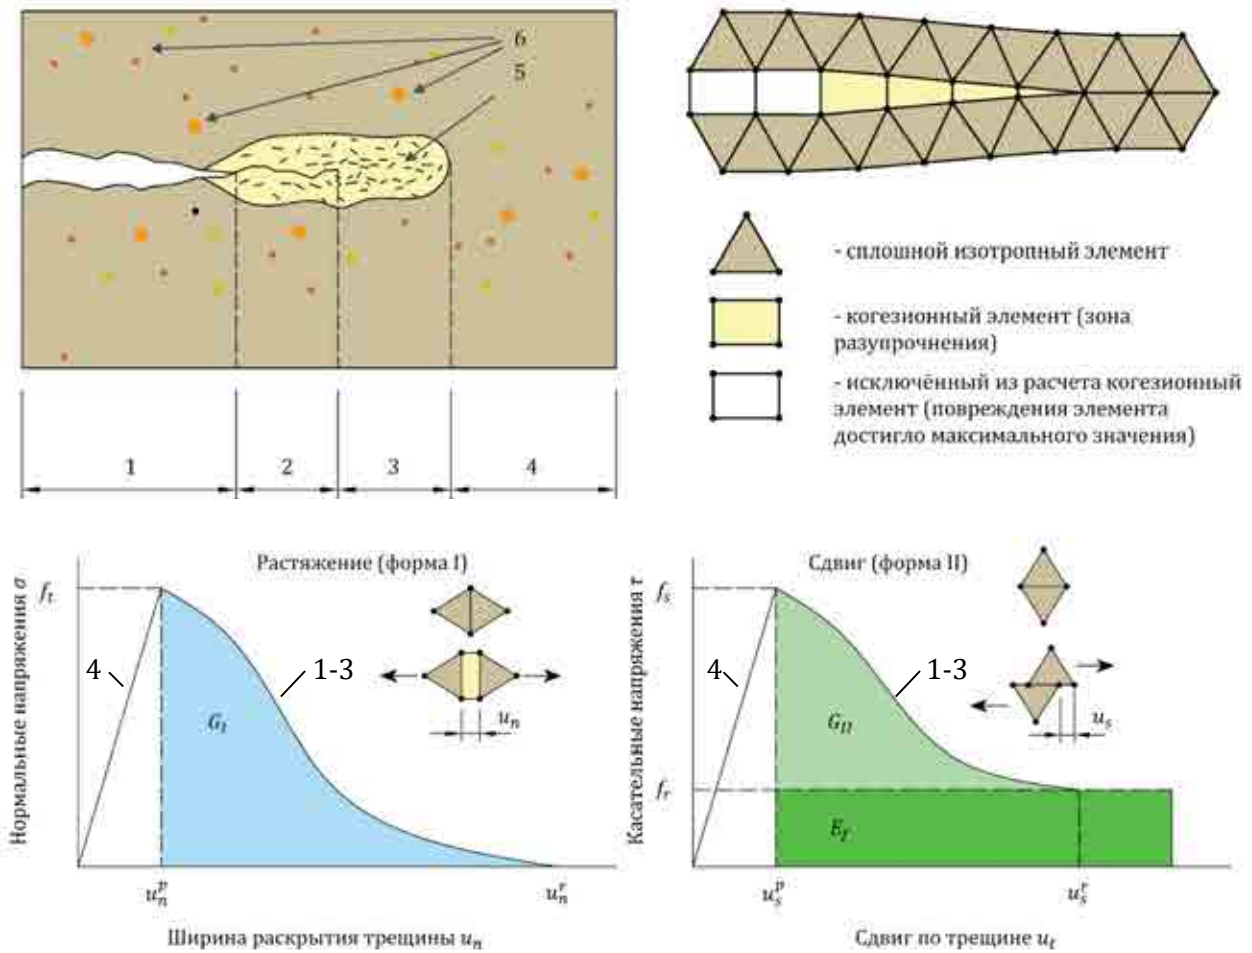 6
5
1
2
3
4
- сплошной изотропный элемент
- когезионный элемент (зона
разупрочнения)
- исключённый из расчета когезионный
элемент (повреждения элемента
достигло максимального значения)
Растяжение (форма I)
Нормальные напряжения σ
f_t
4
1-3
G_I
u_n
u_n^p
u_n^r
Ширина раскрытия трещины u_n
Сдвиг (форма II)
Касательные напряжения τ
f_s
4
1-3
G_II
u_s
f_r
E_f
u_s^p
u_s^r
Сдвиг по трещине u_t